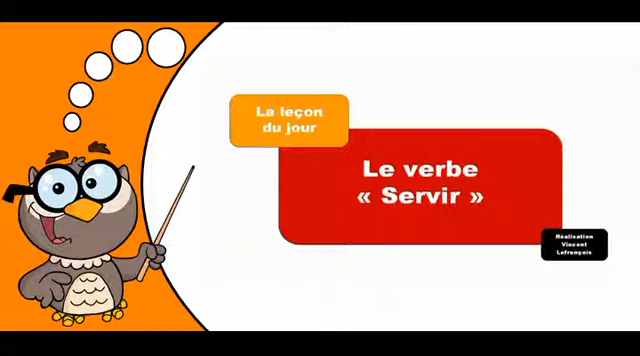 La leçon
du jour
Le verbe
« Servir »
Réalisation
Vincent
Lefrançois